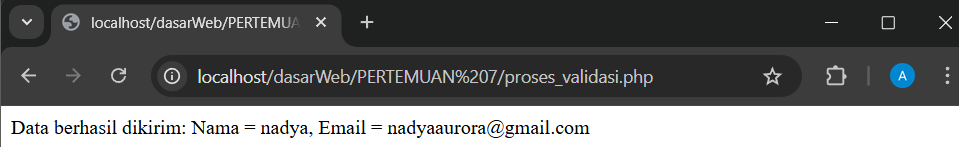 localhost/dasarWeb/PERTEMUA
localhost/dasarWeb/PERTEMUAN%207/proses_validasi.php
A
Data berhasil dikirim: Nama = nadya, Email = nadyaaurora@gmail.com